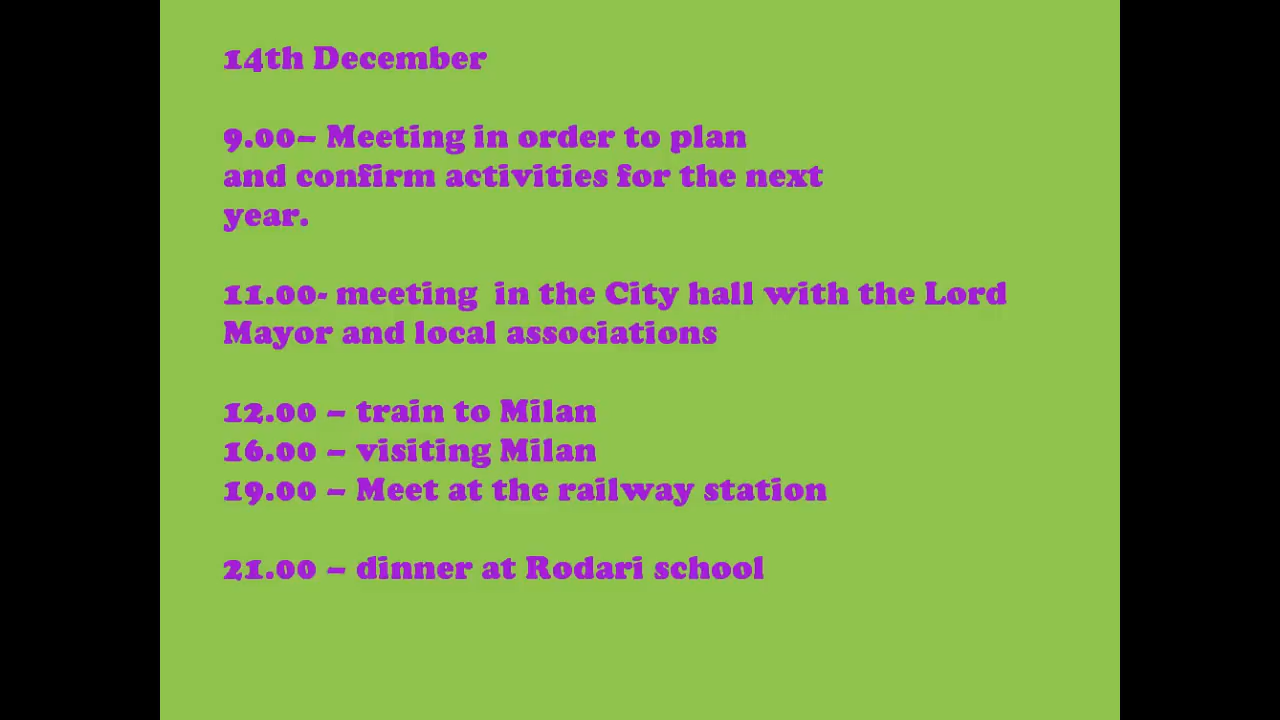 14th December
9.00– Meeting in order to plan
and confirm activities for the next
year.
11.00- meeting  in the City hall with the Lord
Mayor and local associations
12.00 – train to Milan
16.00 – visiting Milan
19.00 – Meet at the railway station
21.00 – dinner at Rodari school